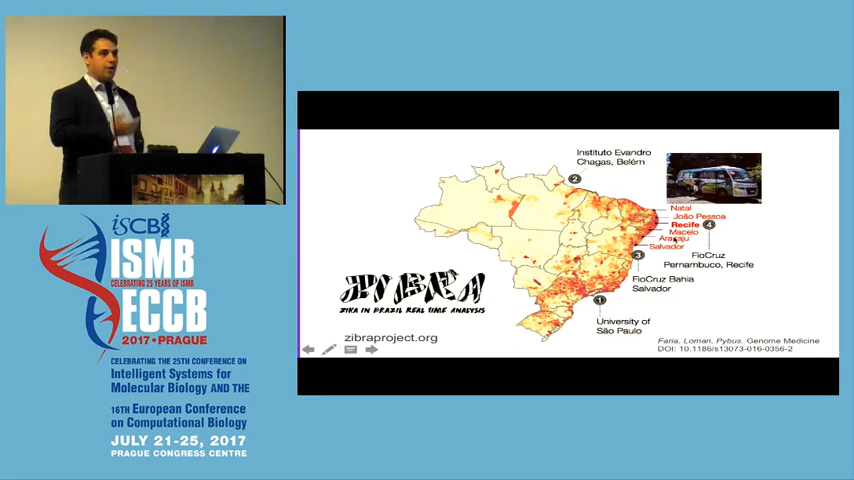 iSCB
ISMB
CELEBRATING 25 YEARS OF ISMB
ECCB
2017 • PRAGUE
CELEBRATING THE 25TH CONFERENCE ON
Intelligent Systems for
Molecular Biology AND THE
16TH European Conference
on Computational Biology
JULY 21-25, 2017
PRAGUE CONGRESS CENTRE
Instituto Evandro
Chagas, Belém
2
Natal
João Pessoa
Recife
4
Maceio
Aracaju
Salvador
FioCruz
Pernambuco, Recife
3
FioCruz Bahia
Salvador
1
University of
São Paulo
ZIBRA
ZIKA IN BRAZIL REAL TIME ANALYSIS
zibraproject.org
Faria, Loman, Pybus. Genome Medicine
DOI: 10.1186/s13073-016-0356-2